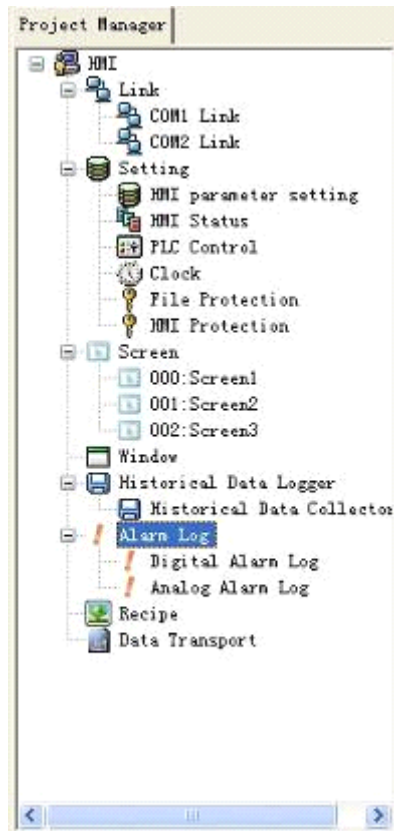 Project Manager
HMI
Link
COM1 Link
COM2 Link
Setting
HMI parameter setting
HMI Status
PLC Control
Clock
File Protection
HMI Protection
Screen
000:Screen1
001:Screen2
002:Screen3
Window
Historical Data Logger
Historical Data Collector
Alarm Log
Digital Alarm Log
Analog Alarm Log
Recipe
Data Transport